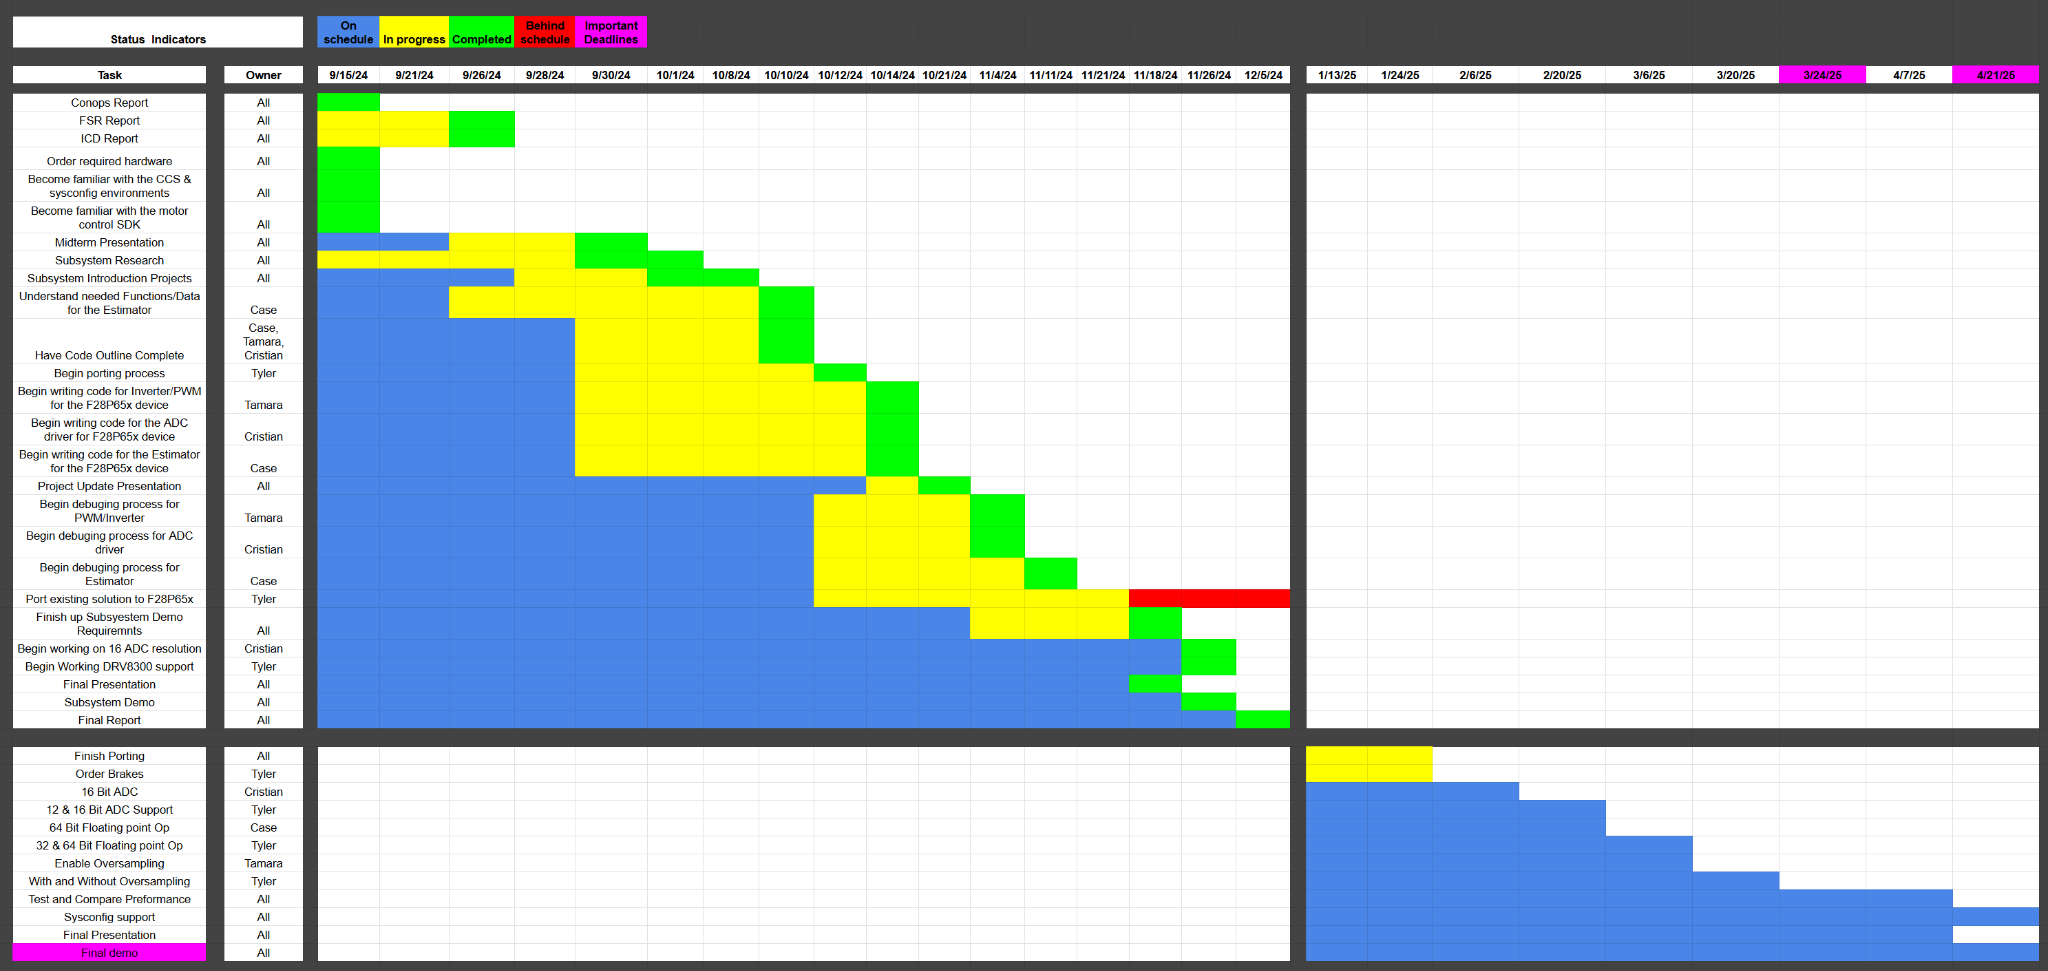 Status Indicators
On schedule In progress Completed Behind schedule Important Deadlines
Task Owner 9/15/24 9/21/24 9/26/24 9/28/24 9/30/24 10/1/24 10/8/24 10/10/24 10/12/24 10/14/24 10/21/24 11/4/24 11/11/24 11/21/24 11/18/24 11/26/24 12/5/24 1/13/25 1/24/25 2/6/25 2/20/25 3/6/25 3/20/25 3/24/25 4/7/25 4/21/25
Conops Report All
FSR Report All
ICD Report All
Order required hardware All
Become familiar with the CCS &
sysconfig environments All
Become familiar with the motor
control SDK All
Midterm Presentation All
Subsystem Research All
Subsystem Introduction Projects All
Understand needed Functions/Data
for the Estimator Case
Case,
Tamara,
Have Code Outline Complete Cristian
Begin porting process Tyler
Begin writing code for Inverter/PWM
for the F28P65x device Tamara
Begin writing code for the ADC
driver for F28P65x device Cristian
Begin writing code for the Estimator
for the F28P65x device Case
Project Update Presentation All
Begin debuging process for
PWM/Inverter Tamara
Begin debuging process for ADC
driver Cristian
Begin debuging process for
Estimator Case
Port existing solution to F28P65x Tyler
Finish up Subsyestem Demo
Requiremnts All
Begin working on 16 ADC resolution Cristian
Begin Working DRV8300 support Tyler
Final Presentation All
Subsystem Demo All
Final Report All
Finish Porting All
Order Brakes Tyler
16 Bit ADC Cristian
12 & 16 Bit ADC Support Tyler
64 Bit Floating point Op Case
32 & 64 Bit Floating point Op Tyler
Enable Oversampling Tamara
With and Without Oversampling Tyler
Test and Compare Preformance All
Sysconfig support All
Final Presentation All
Final demo All